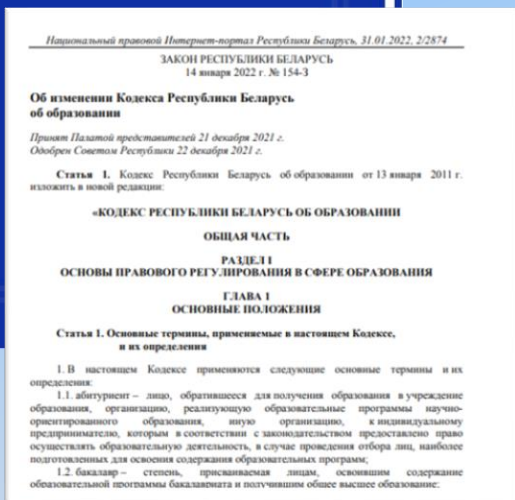 Национальный правовой Интернет-портал Республики Беларусь, 31.01.2022, 2/2874
ЗАКОН РЕСПУБЛИКИ БЕЛАРУСЬ
14 января 2022 г. № 154-З
Об изменении Кодекса Республики Беларусь
об образовании
Принят Палатой представителей 21 декабря 2021 г.
Одобрен Советом Республики 22 декабря 2021 г.
Статья 1. Кодекс Республики Беларусь об образовании от 13 января 2011 г.
изложить в новой редакции:
«КОДЕКС РЕСПУБЛИКИ БЕЛАРУСЬ ОБ ОБРАЗОВАНИИ
ОБЩАЯ ЧАСТЬ
РАЗДЕЛ I
ОСНОВЫ ПРАВОВОГО РЕГУЛИРОВАНИЯ В СФЕРЕ ОБРАЗОВАНИЯ
ГЛАВА 1
ОСНОВНЫЕ ПОЛОЖЕНИЯ
Статья 1. Основные термины, применяемые в настоящем Кодексе,
и их определения
1. В настоящем Кодексе применяются следующие основные термины и их
определения:
1.1. абитуриент – лицо, обратившееся для получения образования в учреждение
образования, организацию, реализующую образовательные программы научно-
ориентированного образования, иную организацию, к индивидуальному
предпринимателю, которым в соответствии с законодательством предоставлено право
осуществлять образовательную деятельность, в случае проведения отбора лиц, наиболее
подготовленных для освоения содержания образовательных программ;
1.2. бакалавр – степень, присваиваемая лицам, освоившим содержание
образовательной программы бакалавриата и получившим общее высшее образование;